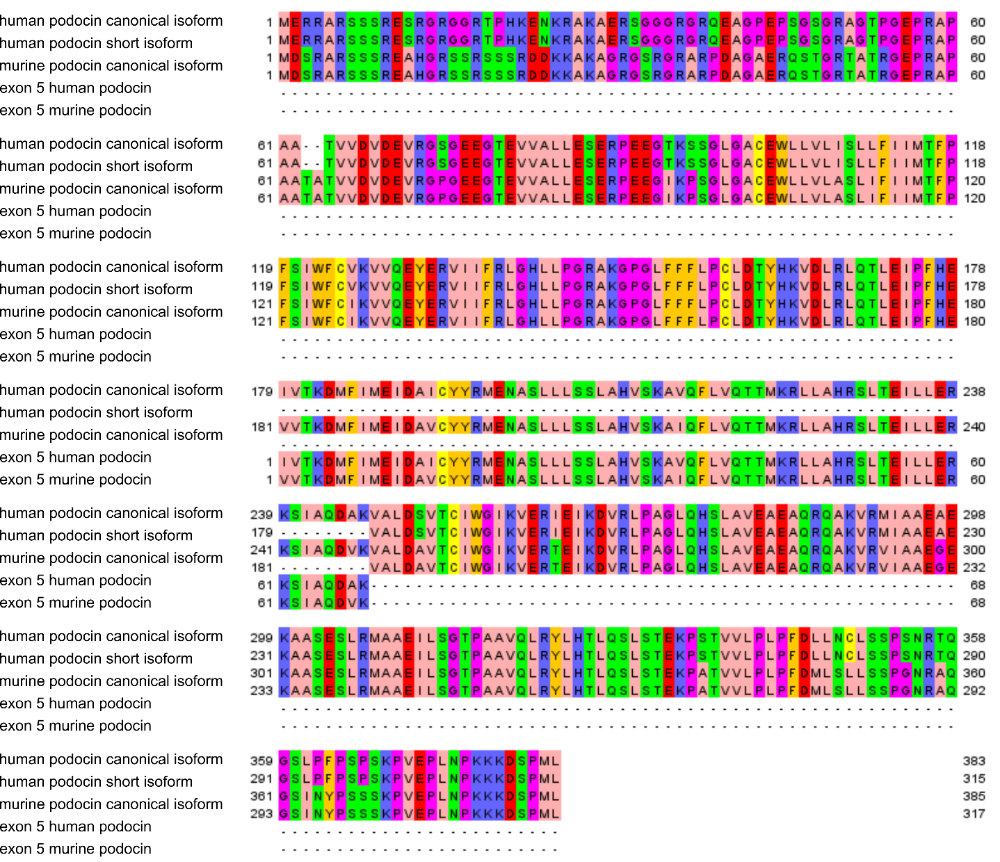 human podocin canonical isoform
human podocin short isoform
murine podocin canonical isoform
exon 5 human podocin
exon 5 murine podocin
1 MERRARSSSRESRGRGGRTPHKENKRAKAERSGGGRGRQEAGPEPSGSGRAGTPGEPRAP 60
1 MERRARSSSRESRGRGGRTPHKENKRAKAERSGGGRGRQEAGPEPSGSGRAGTPGEPRAP 60
1 MDSRARSSSREAHGRSSRSSSRDDKKAKAGRGSRGRARPDAGAERQSTGRTATRGEPRAP 60
1 MDSRARSSSREAHGRSSRSSSRDDKKAKAGRGSRGRARPDAGAERQSTGRTATRGEPRAP 60
human podocin canonical isoform
human podocin short isoform
murine podocin canonical isoform
exon 5 human podocin
exon 5 murine podocin
61 AA--TVVDVDEVRGSGEEGTEVVALLESERPEEGTKSSGLGACEWLLVLISLLFIIMTFP 118
61 AA--TVVDVDEVRGSGEEGTEVVALLESERPEEGTKSSGLGACEWLLVLISLLFIIMTFP 118
61 AATATVVDVDEVRGPGEEGTEVVALLESERPEEGIKPSGLGACEWLLVLASLIFIIMTFP 120
61 AATATVVDVDEVRGPGEEGTEVVALLESERPEEGIKPSGLGACEWLLVLASLIFIIMTFP 120
human podocin canonical isoform
human podocin short isoform
murine podocin canonical isoform
exon 5 human podocin
exon 5 murine podocin
119 FSIWFCVKVVQEYERVIIFRLGHLLPGRAKGPGLFFFLPCLDTYHKVDLRLQTLEIPFHE 178
119 FSIWFCVKVVQEYERVIIFRLGHLLPGRAKGPGLFFFLPCLDTYHKVDLRLQTLEIPFHE 178
121 FSIWFCIKVVQEYERVIIFRLGHLLPGRAKGPGLFFFLPCLDTYHKVDLRLQTLEIPFHE 180
121 FSIWFCIKVVQEYERVIIFRLGHLLPGRAKGPGLFFFLPCLDTYHKVDLRLQTLEIPFHE 180
human podocin canonical isoform
human podocin short isoform
murine podocin canonical isoform
exon 5 human podocin
exon 5 murine podocin
179 IVTKDMFIMEIDAICYYRMENASLLLSSLAHVSKAVQFLVQTTMKRLLAHRSLTEILLER 238
181 VVTKDMFIMEIDAVCYYRMENASLLLSSLAHVSKAIQFLVQTTMKRLLAHRSLTEILLER 240
1 IVTKDMFIMEIDAICYYRMENASLLLSSLAHVSKAVQFLVQTTMKRLLAHRSLTEILLER 60
1 VVTKDMFIMEIDAVCYYRMENASLLLSSLAHVSKAIQFLVQTTMKRLLAHRSLTEILLER 60
human podocin canonical isoform
human podocin short isoform
murine podocin canonical isoform
exon 5 human podocin
exon 5 murine podocin
239 KSIAQDAKVALDSVTCIWGIKVERIEIKDVRLPAGLQHSLAVEAEAQRQAKVRMIAAEAE 298
179 --------VALDSVTCIWGIKVERIEIKDVRLPAGLQHSLAVEAEAQRQAKVRMIAAEAE 230
241 KSIAQDVKVALDAVTCIWGIKVERTEIKDVRLPAGLQHSLAVEAEAQRQAKVRVIAAEGE 300
181 --------VALDAVTCIWGIKVERTEIKDVRLPAGLQHSLAVEAEAQRQAKVRVIAAEGE 232
61 KSIAQDAK---------------------------------------------------- 68
61 KSIAQDVK---------------------------------------------------- 68
human podocin canonical isoform
human podocin short isoform
murine podocin canonical isoform
exon 5 human podocin
exon 5 murine podocin
299 KAASESLRMAAEILSGTPAAVQLRYLHTLQSLSTEKPSTVVLPLPFDLLNCLSSPSNRTQ 358
231 KAASESLRMAAEILSGTPAAVQLRYLHTLQSLSTEKPSTVVLPLPFDLLNCLSSPSNRTQ 290
301 KAASESLRMAAEILSGTPAAVQLRYLHTLQSLSTEKPATVVLPLPFDMLSLLSSPGNRAQ 360
233 KAASESLRMAAEILSGTPAAVQLRYLHTLQSLSTEKPATVVLPLPFDMLSLLSSPGNRAQ 292
human podocin canonical isoform
human podocin short isoform
murine podocin canonical isoform
exon 5 human podocin
exon 5 murine podocin
359 GSLPFPSPSKPVEPLNPKKKDSPML 383
291 GSLPFPSPSKPVEPLNPKKKDSPML 315
361 GSINYPSSSKPVEPLNPKKKDSPML 385
293 GSINYPSSSKPVEPLNPKKKDSPML 317